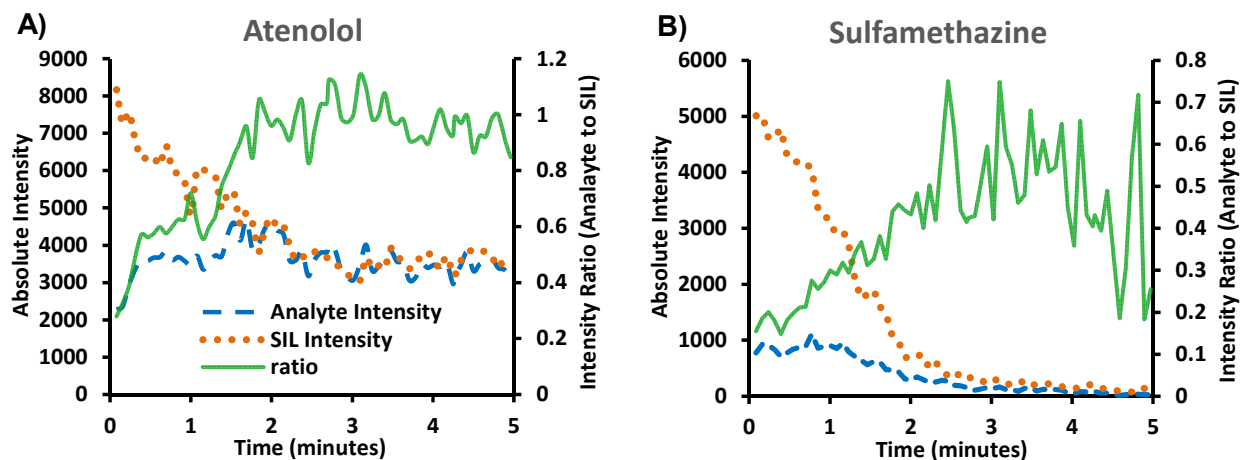 A)
Atenolol
Absolute Intensity
9000
8000
7000
6000
5000
4000
3000
2000
1000
0
0 1 2 3 4 5
Time (minutes)
1.2
1
0.8
0.6
0.4
0.2
0
Intensity Ratio (Analayte to SIL)
Analyte Intensity
SIL Intensity
ratio
B)
Sulfamethazine
Absolute Intensity
6000
5000
4000
3000
2000
1000
0
0 1 2 3 4 5
Time (minutes)
0.8
0.7
0.6
0.5
0.4
0.3
0.2
0.1
0
Intensity Ratio (Analyte to SIL)